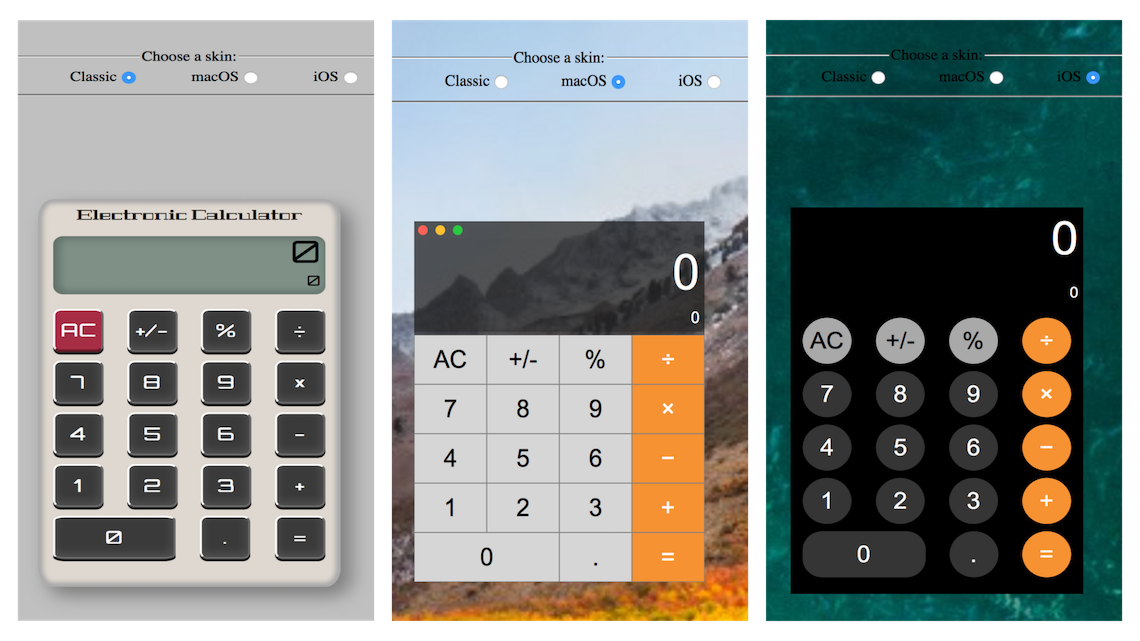 Choose a skin:
Classic macOS iOS
Electronic Calculator
0
0
AC +/- % ÷
7 8 9 x
4 5 6 -
1 2 3 +
0 . =
Choose a skin:
Classic macOS iOS
0
0
AC +/- % ÷
7 8 9 ×
4 5 6 −
1 2 3 +
0 . =
Choose a skin:
Classic macOS iOS
0
0
AC +/- % ÷
7 8 9 ×
4 5 6 −
1 2 3 +
0 . =